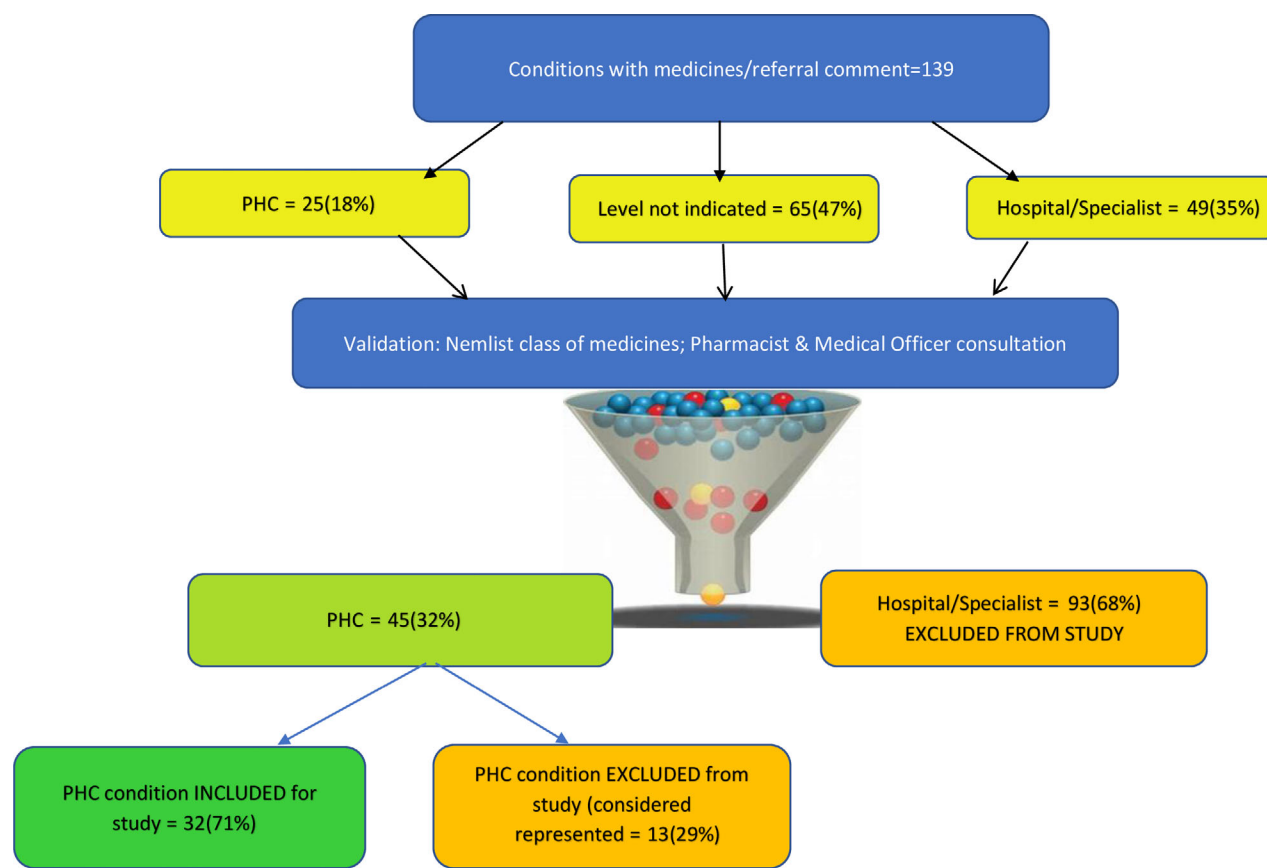 Conditions with medicines/referral comment=139
PHC = 25(18%)
Level not indicated = 65(47%)
Hospital/Specialist = 49(35%)
Validation: Nemlist class of medicines; Pharmacist & Medical Officer consultation
PHC = 45(32%)
Hospital/Specialist = 93(68%)
EXCLUDED FROM STUDY
PHC condition INCLUDED for
study = 32(71%)
PHC condition EXCLUDED from
study (considered
represented = 13(29%)